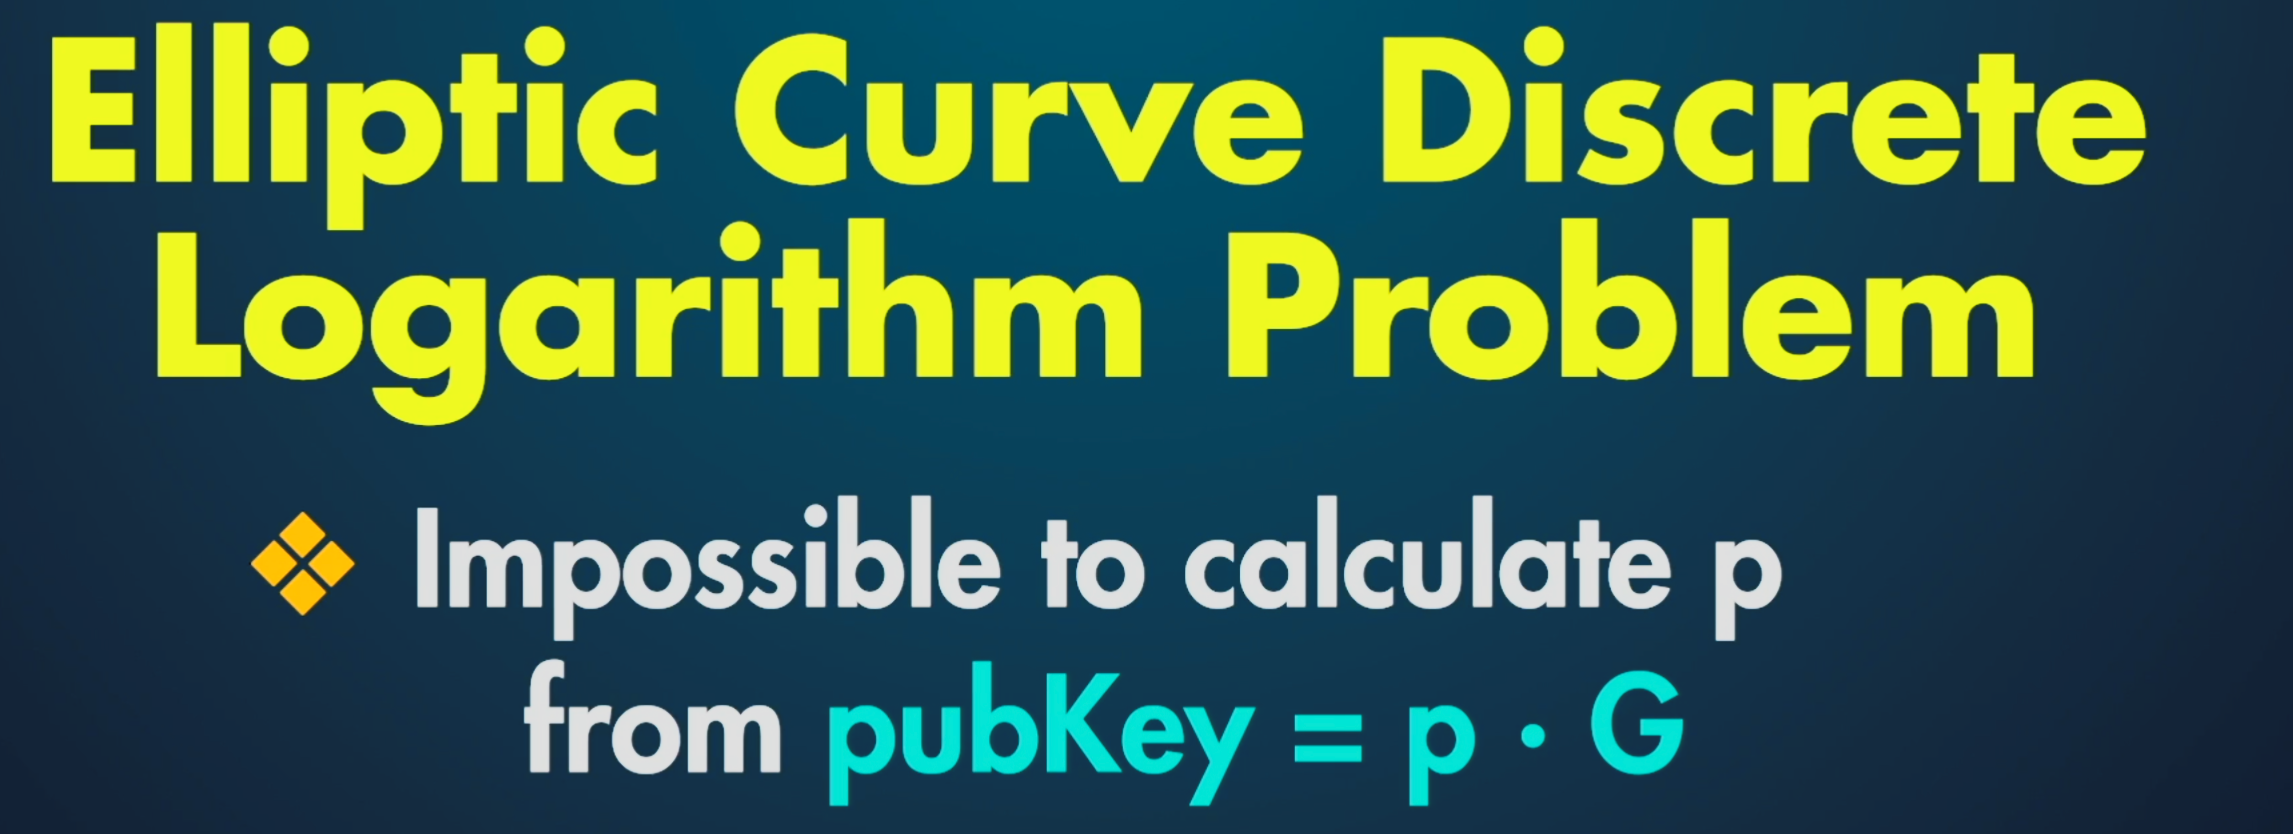 Elliptic Curve Discrete
Logarithm Problem
❖ Impossible to calculate p
from pubKey = p · G